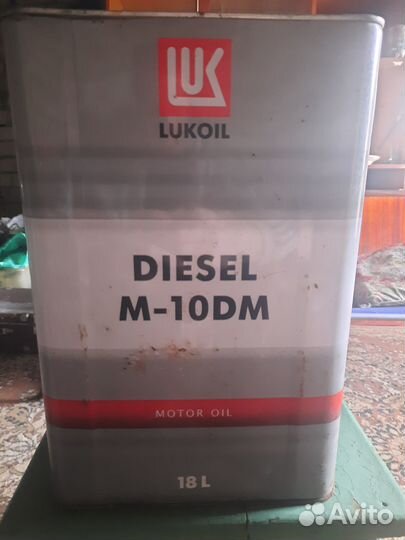 LUK
LUKOIL
DIESEL
M-10DM
MOTOR OIL
18 L
Avito